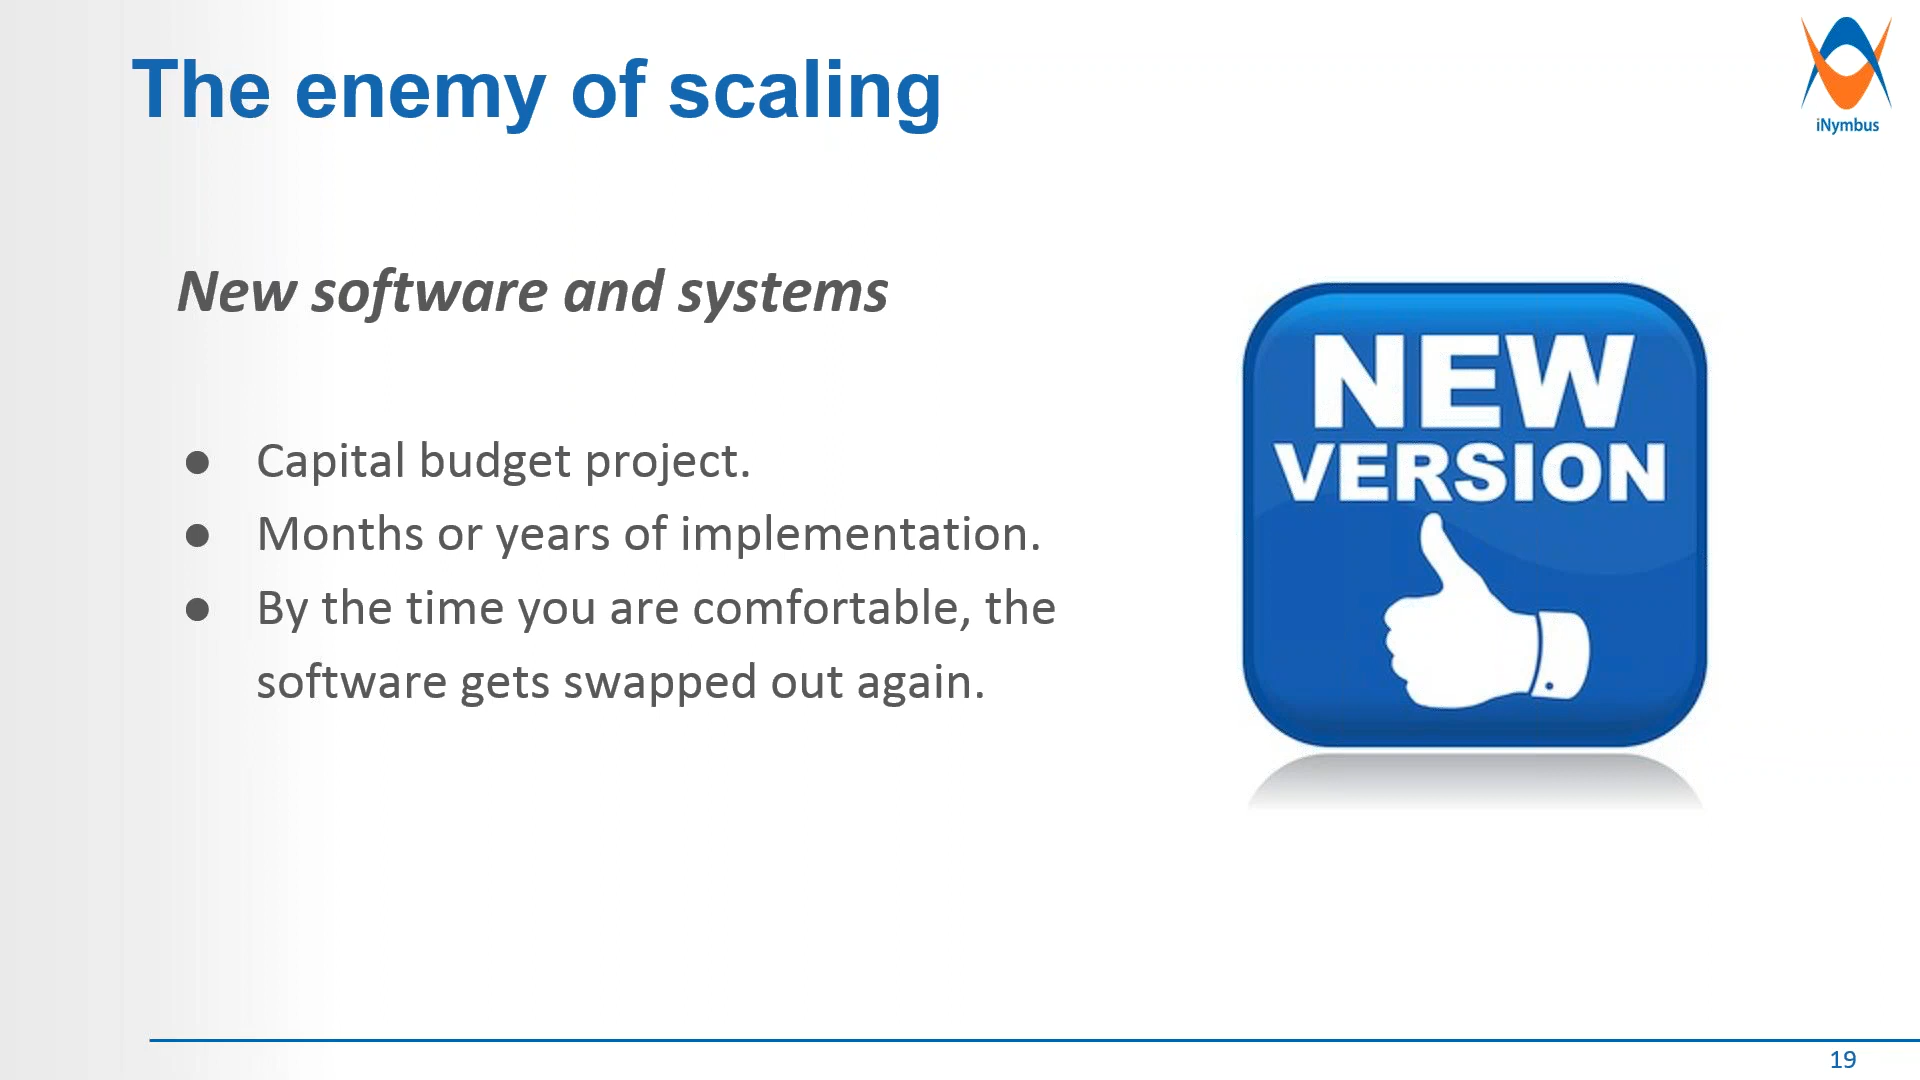 The enemy of scaling
iNymbus
New software and systems
● Capital budget project.
● Months or years of implementation.
● By the time you are comfortable, the
software gets swapped out again.
NEW
VERSION
19